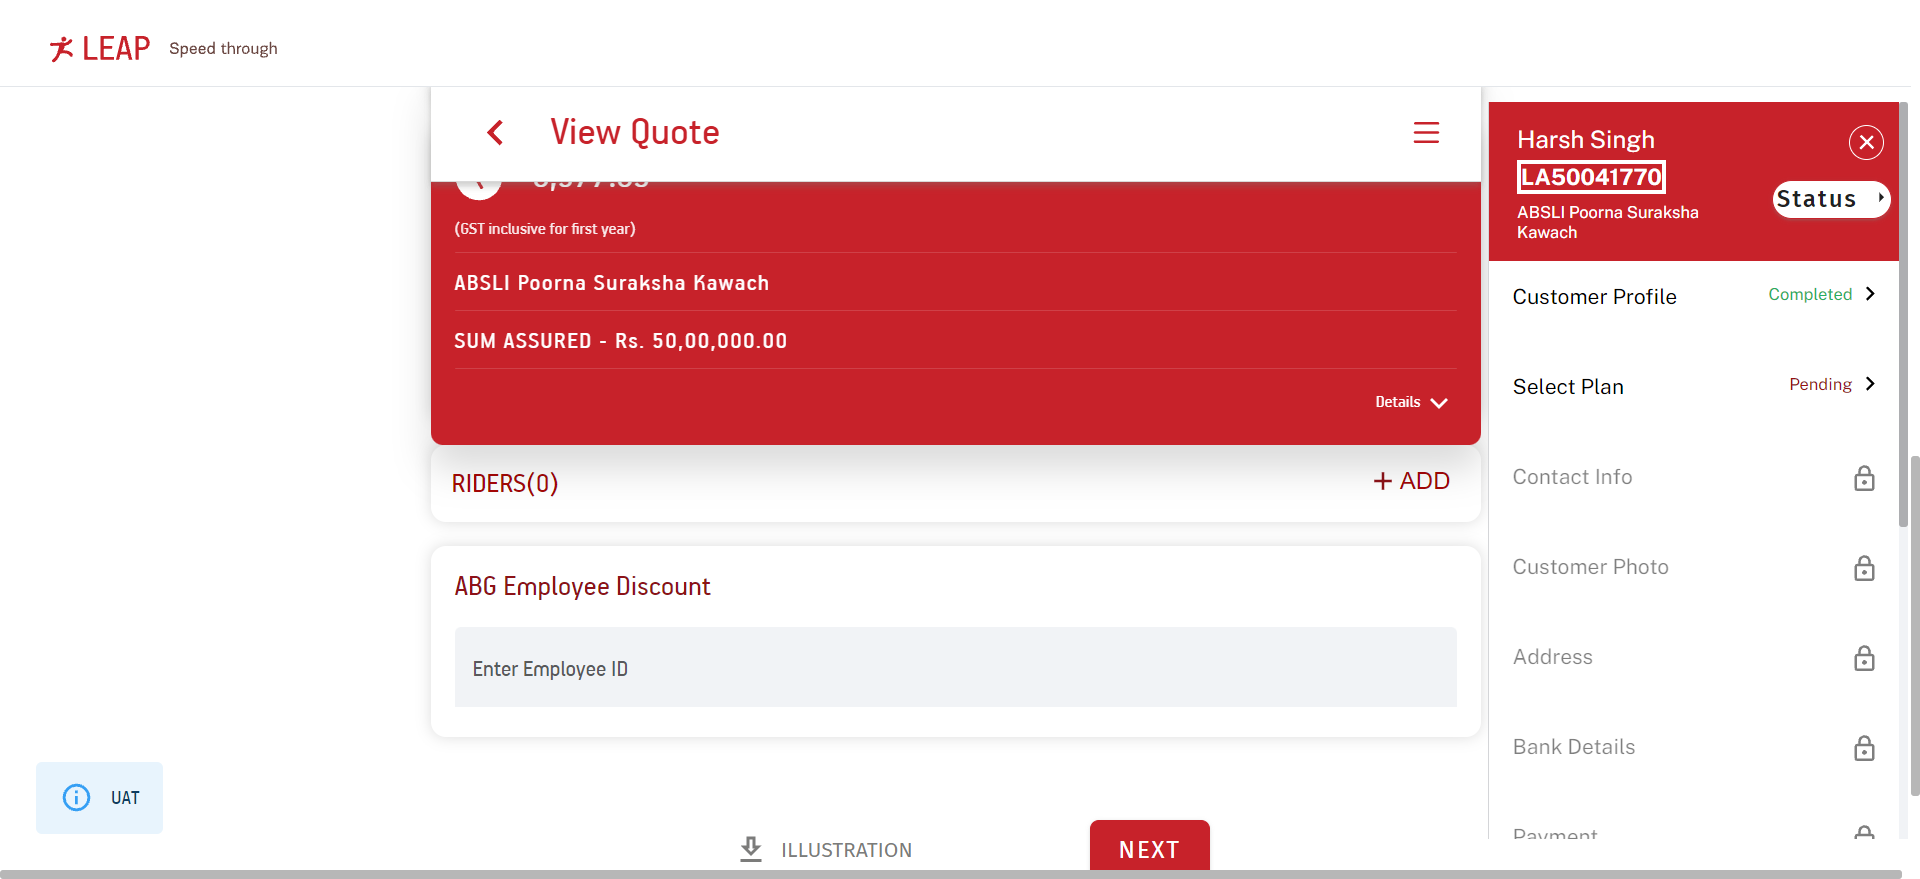 LEAP Speed through
View Quote
(GST inclusive for first year)
ABSLI Poorna Suraksha Kawach
SUM ASSURED - Rs. 50,00,000.00
Details
RIDERS(0)
+ ADD
ABG Employee Discount
Enter Employee ID
UAT
ILLUSTRATION
NEXT
Harsh Singh
LA50041770
ABSLI Poorna Suraksha
Kawach
Status
Customer Profile
Completed
Select Plan
Pending
Contact Info
Customer Photo
Address
Bank Details
Payment